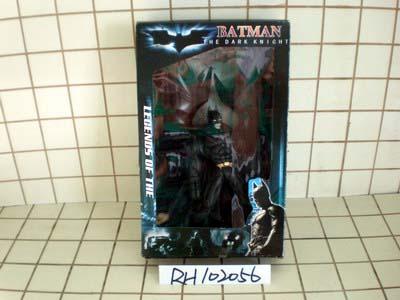 BATMAN
THE DARK KNIGHT
LEGENDS OF THE
RH102056